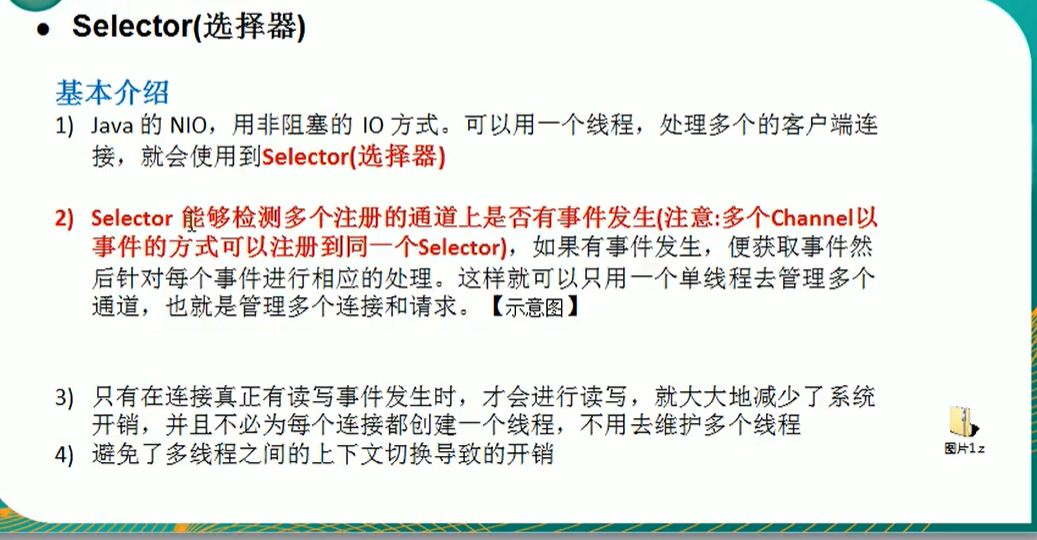 ● Selector(选择器)
基本介绍
1) Java 的 NIO，用非阻塞的 IO 方式。可以用一个线程，处理多个的客户端连
接，就会使用到Selector(选择器)
2) Selector 能够检测多个注册的通道上是否有事件发生(注意:多个Channel以
事件的方式可以注册到同一个Selector)，如果有事件发生，便获取事件然
后针对每个事件进行相应的处理。这样就可以只用一个单线程去管理多个
通道，也就是管理多个连接和请求。【示意图】
3) 只有在连接真正有读写事件发生时，才会进行读写，就大大地减少了系统
开销，并且不必为每个连接都创建一个线程，不用去维护多个线程
4) 避免了多线程之间的上下文切换导致的开销
图片1.z